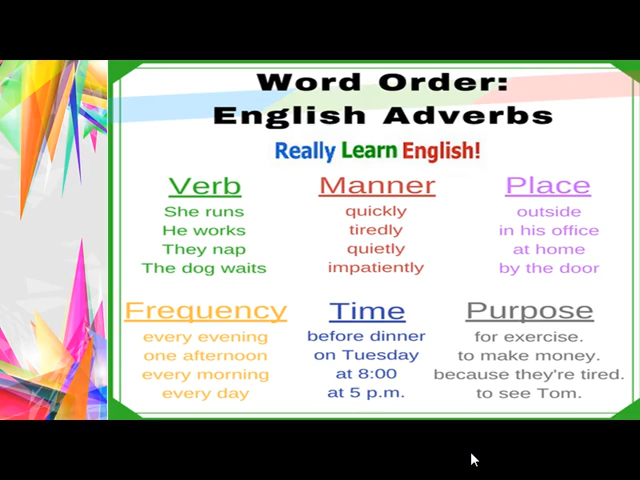 Word Order:
English Adverbs
Really Learn English!
Verb
She runs
He works
They nap
The dog waits
Manner
quickly
tiredly
quietly
impatiently
Place
outside
in his office
at home
by the door
Frequency
every evening
one afternoon
every morning
every day
Time
before dinner
on Tuesday
at 8:00
at 5 p.m.
Purpose
for exercise.
to make money.
because they're tired.
to see Tom.